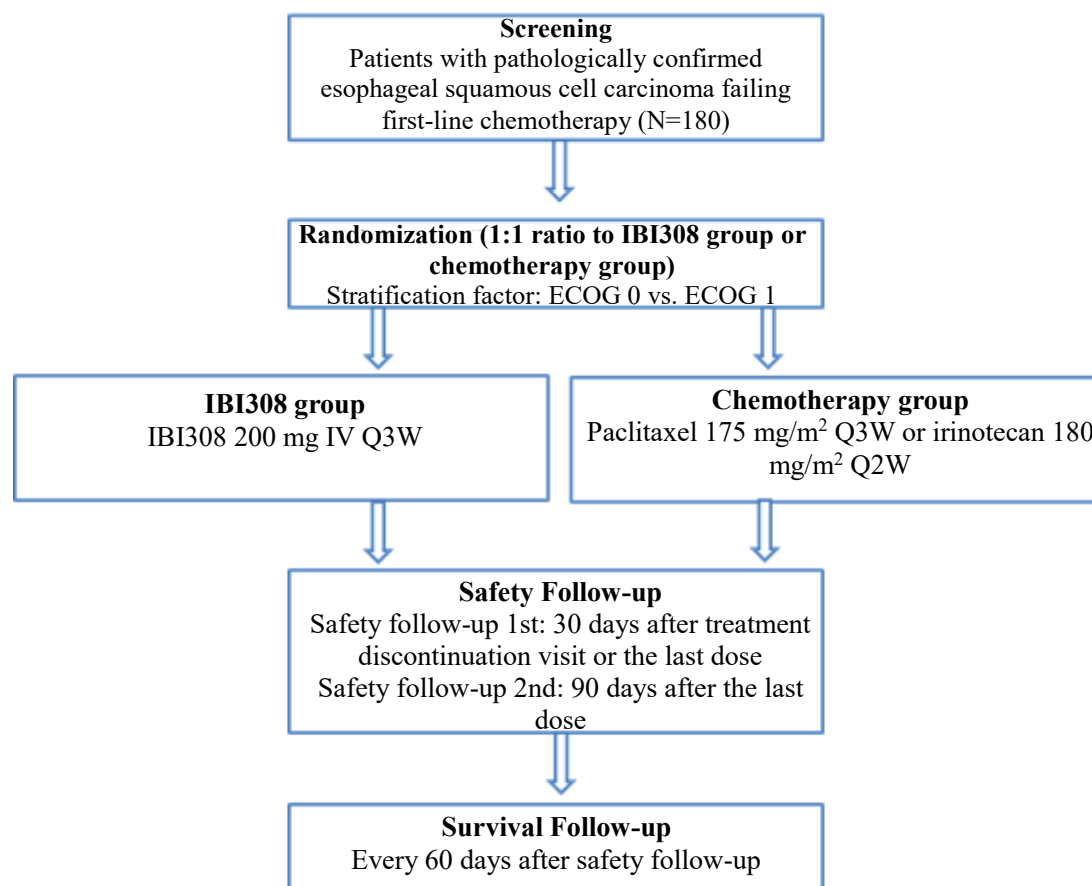 Screening
Patients with pathologically confirmed
esophageal squamous cell carcinoma failing
first-line chemotherapy (N=180)
Randomization (1:1 ratio to IBI308 group or
chemotherapy group)
Stratification factor: ECOG 0 vs. ECOG 1
IBI308 group
IBI308 200 mg IV Q3W
Chemotherapy group
Paclitaxel 175 mg/m² Q3W or irinotecan 180
mg/m² Q2W
Safety Follow-up
Safety follow-up 1st: 30 days after treatment
discontinuation visit or the last dose
Safety follow-up 2nd: 90 days after the last
dose
Survival Follow-up
Every 60 days after safety follow-up